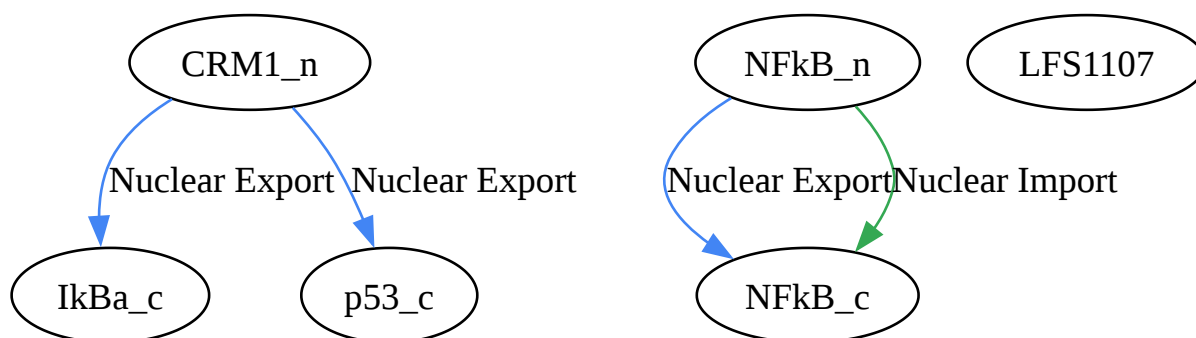 CRM1_n
NFkB_n
LFS1107
Nuclear Export
Nuclear Export
Nuclear Export
Nuclear Import
IkBa_c
p53_c
NFkB_c